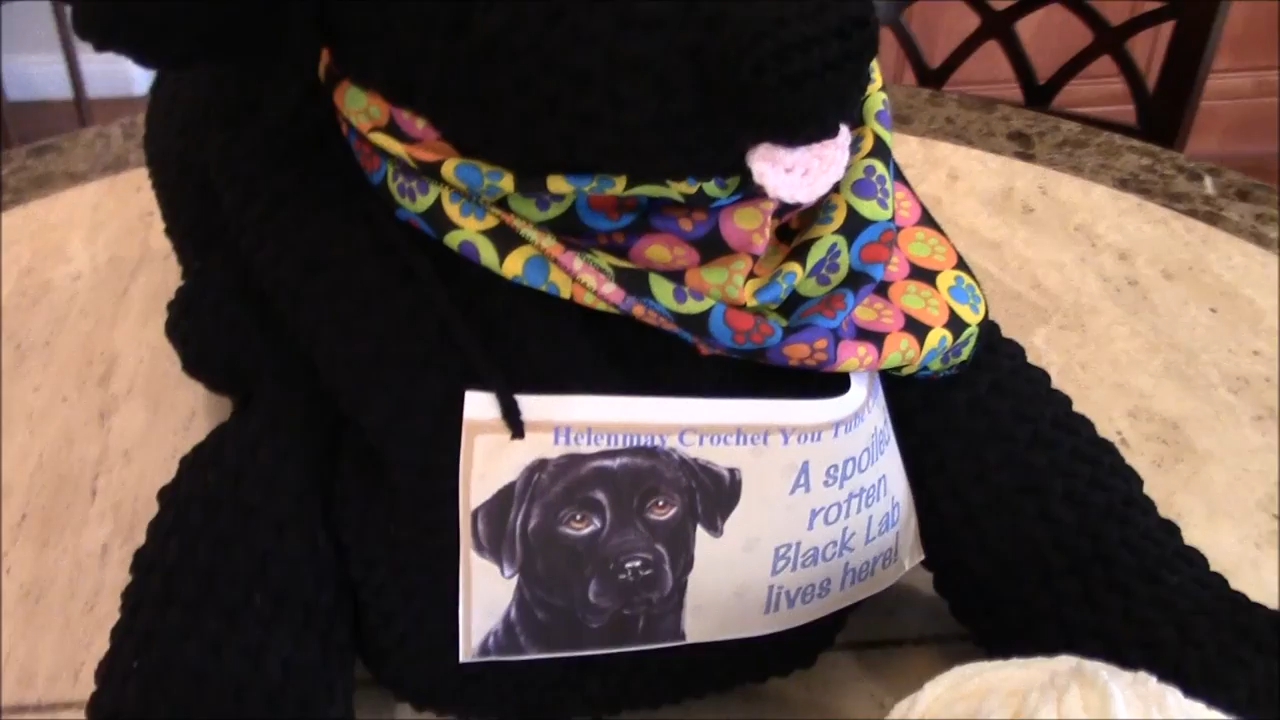 Helenmay Crochet You Tube
A spoiled
rotten
Black Lab
lives here!